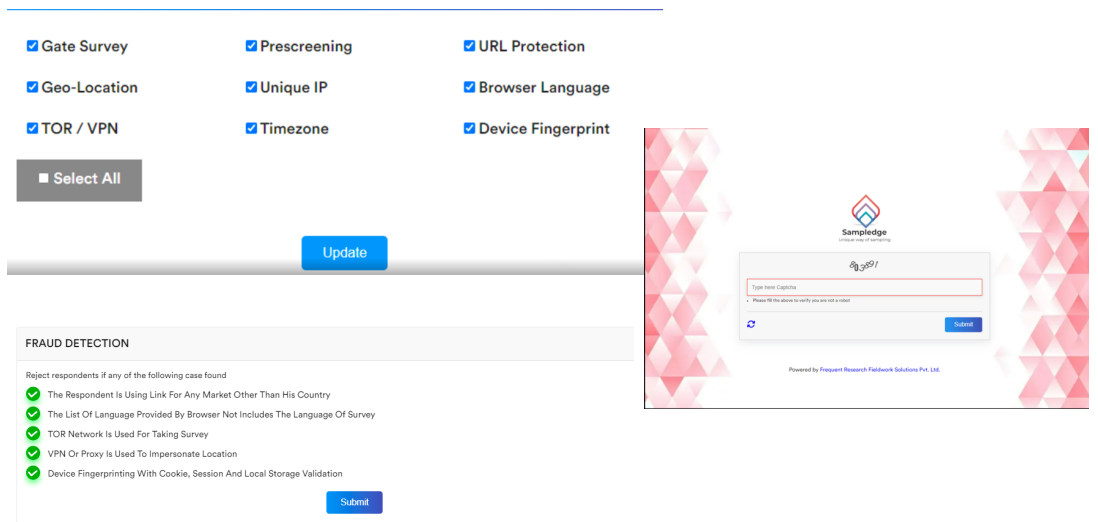 Gate Survey
Prescreening
URL Protection
Geo-Location
Unique IP
Browser Language
TOR / VPN
Timezone
Device Fingerprint
Select All
Update
FRAUD DETECTION
Reject respondents if any of the following case found
The Respondent Is Using Link For Any Market Other Than His Country
The List Of Language Provided By Browser Not Includes The Language Of Survey
TOR Network Is Used For Taking Survey
VPN Or Proxy Is Used To Impersonate Location
Device Fingerprinting With Cookie, Session And Local Storage Validation
Submit
Sampledge
Unique way of sampling
803891
Type here Captcha
Please fill the above to verify you are not a robot
Submit
Powered by Frequent Research Fieldwork Solutions Pvt. Ltd.